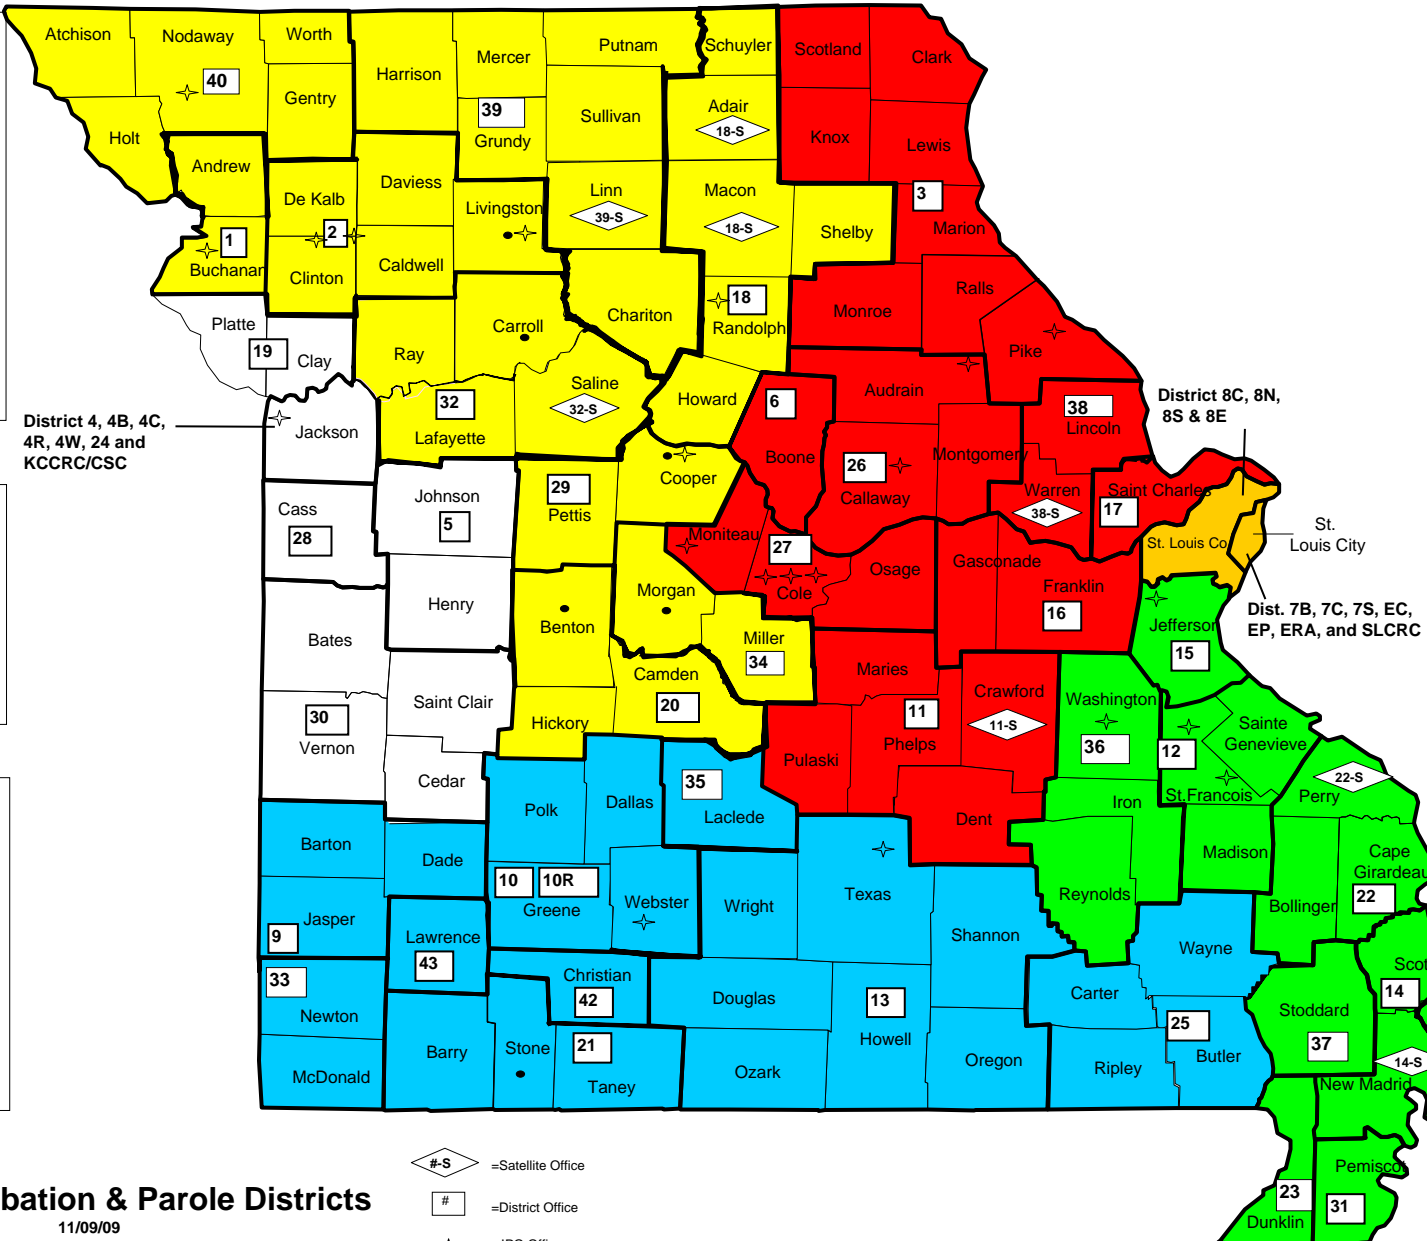 Atchison
Nodaway
Worth
Putnam
Schuyler
Scotland
Clark
Mercer
Harrison
40
Gentry
39
Grundy
Sullivan
Adair
18-S
Knox
Lewis
Holt
Andrew
De Kalb
Daviess
Livingston
Linn
39-S
Macon
18-S
Shelby
3
Marion
1
Buchanan
2
Clinton
Caldwell
Platte
19
Clay
Ray
Carroll
Chariton
18
Randolph
Monroe
Ralls
Pike
Saline
32-S
32
Lafayette
Howard
6
Boone
Audrain
38
Lincoln
District 8C, 8N,
8S & 8E
District 4, 4B, 4C,
4R, 4W, 24 and
KCCRC/CSC
Jackson
Cooper
26
Callaway
Montgomery
Warren
38-S
Saint Charles
17
Johnson
5
29
Pettis
Cass
28
Moniteau
27
Cole
Osage
Gasconade
Franklin
16
St. Louis Co
St.
Louis City
Dist. 7B, 7C, 7S, EC,
EP, ERA, and SLCRC
Henry
Benton
Morgan
Miller
34
Jefferson
15
Bates
Saint Clair
Camden
20
Maries
Crawford
11-S
11
Phelps
Washington
36
12
St.Francois
Sainte
Genevieve
30
Vernon
Hickory
Cedar
Pulaski
22-S
Perry
35
Laclede
Polk
Dallas
Dent
Iron
Barton
Dade
Madison
Cape
Girardeau
22
10
10R
Greene
Webster
Wright
Texas
Reynolds
Bollinger
Jasper
9
Lawrence
43
Shannon
Wayne
Scot
14
33
Newton
Christian
42
Douglas
13
Howell
Carter
Stoddard
37
25
Butler
14-S
Barry
Stone
21
Taney
Ozark
Oregon
Ripley
McDonald
New Madrid
Pemiscot
31
23
Dunklin
#-S
=Satellite Office
#
=District Office
bation & Parole Districts
11/09/09